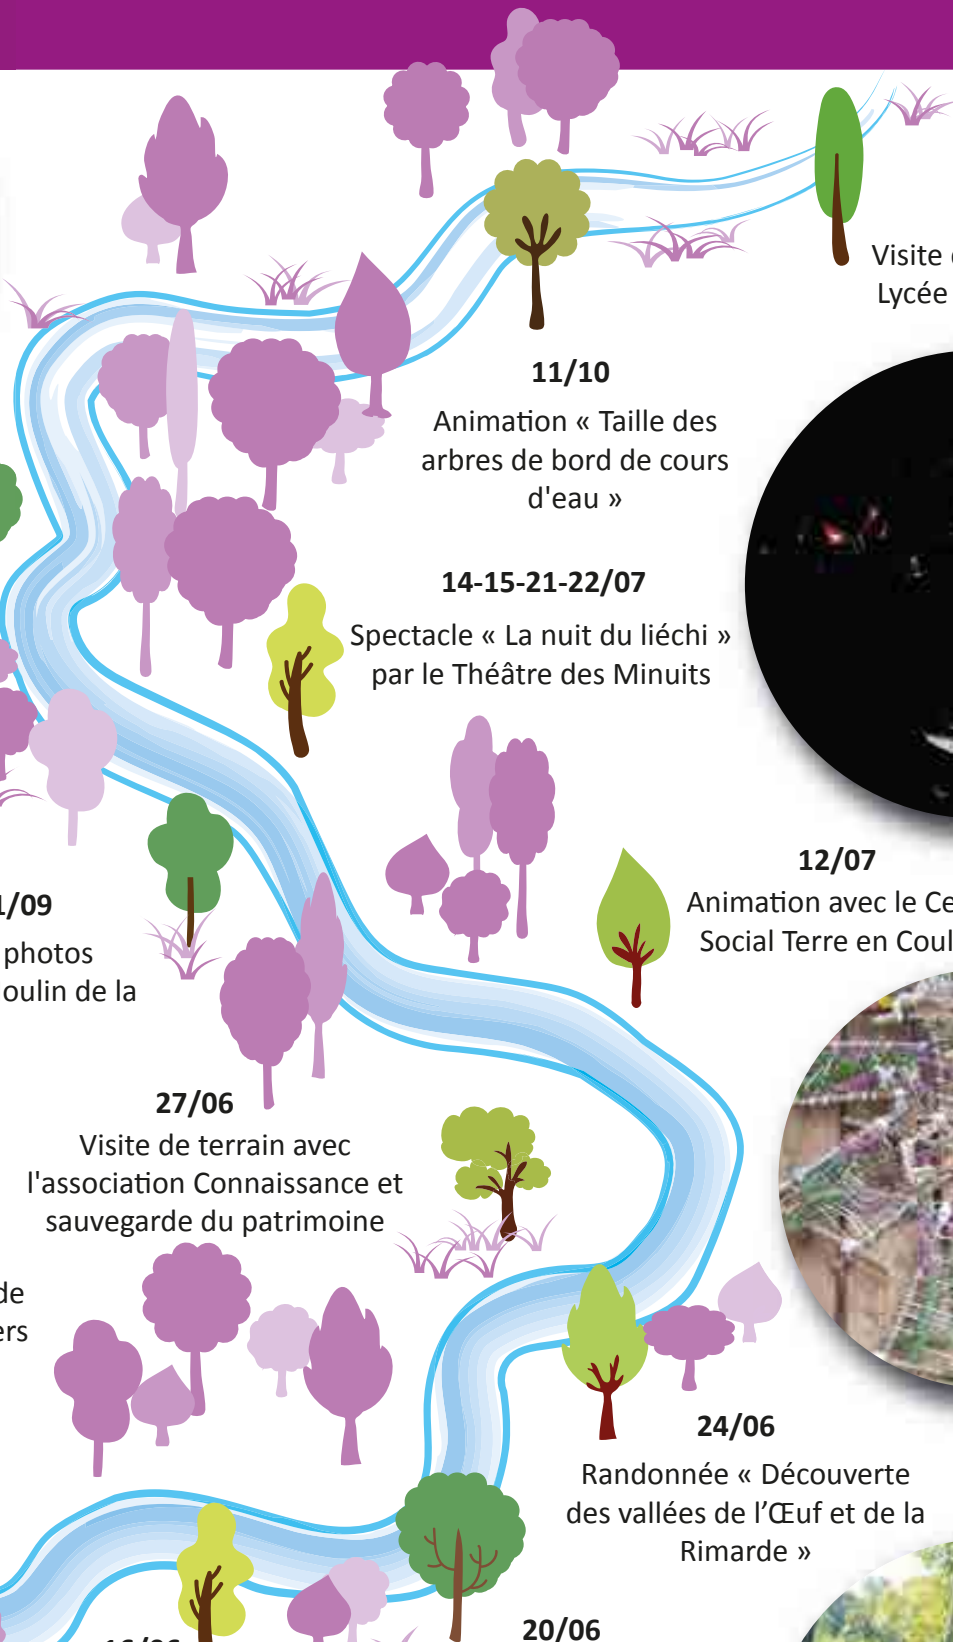 Visite
Lycée
11/10
Animation « Taille des
arbres de bord de cours
d'eau »
14-15-21-22/07
Spectacle « La nuit du liéchi »
par le Théâtre des Minuits
12/07
Animation avec le Ce
Social Terre en Coul
1/09
photos
oulin de la
27/06
Visite de terrain avec
l'association Connaissance et
sauvegarde du patrimoine
de
ers
24/06
Randonnée « Découverte
des vallées de l’Œuf et de la
Rimarde »
20/06